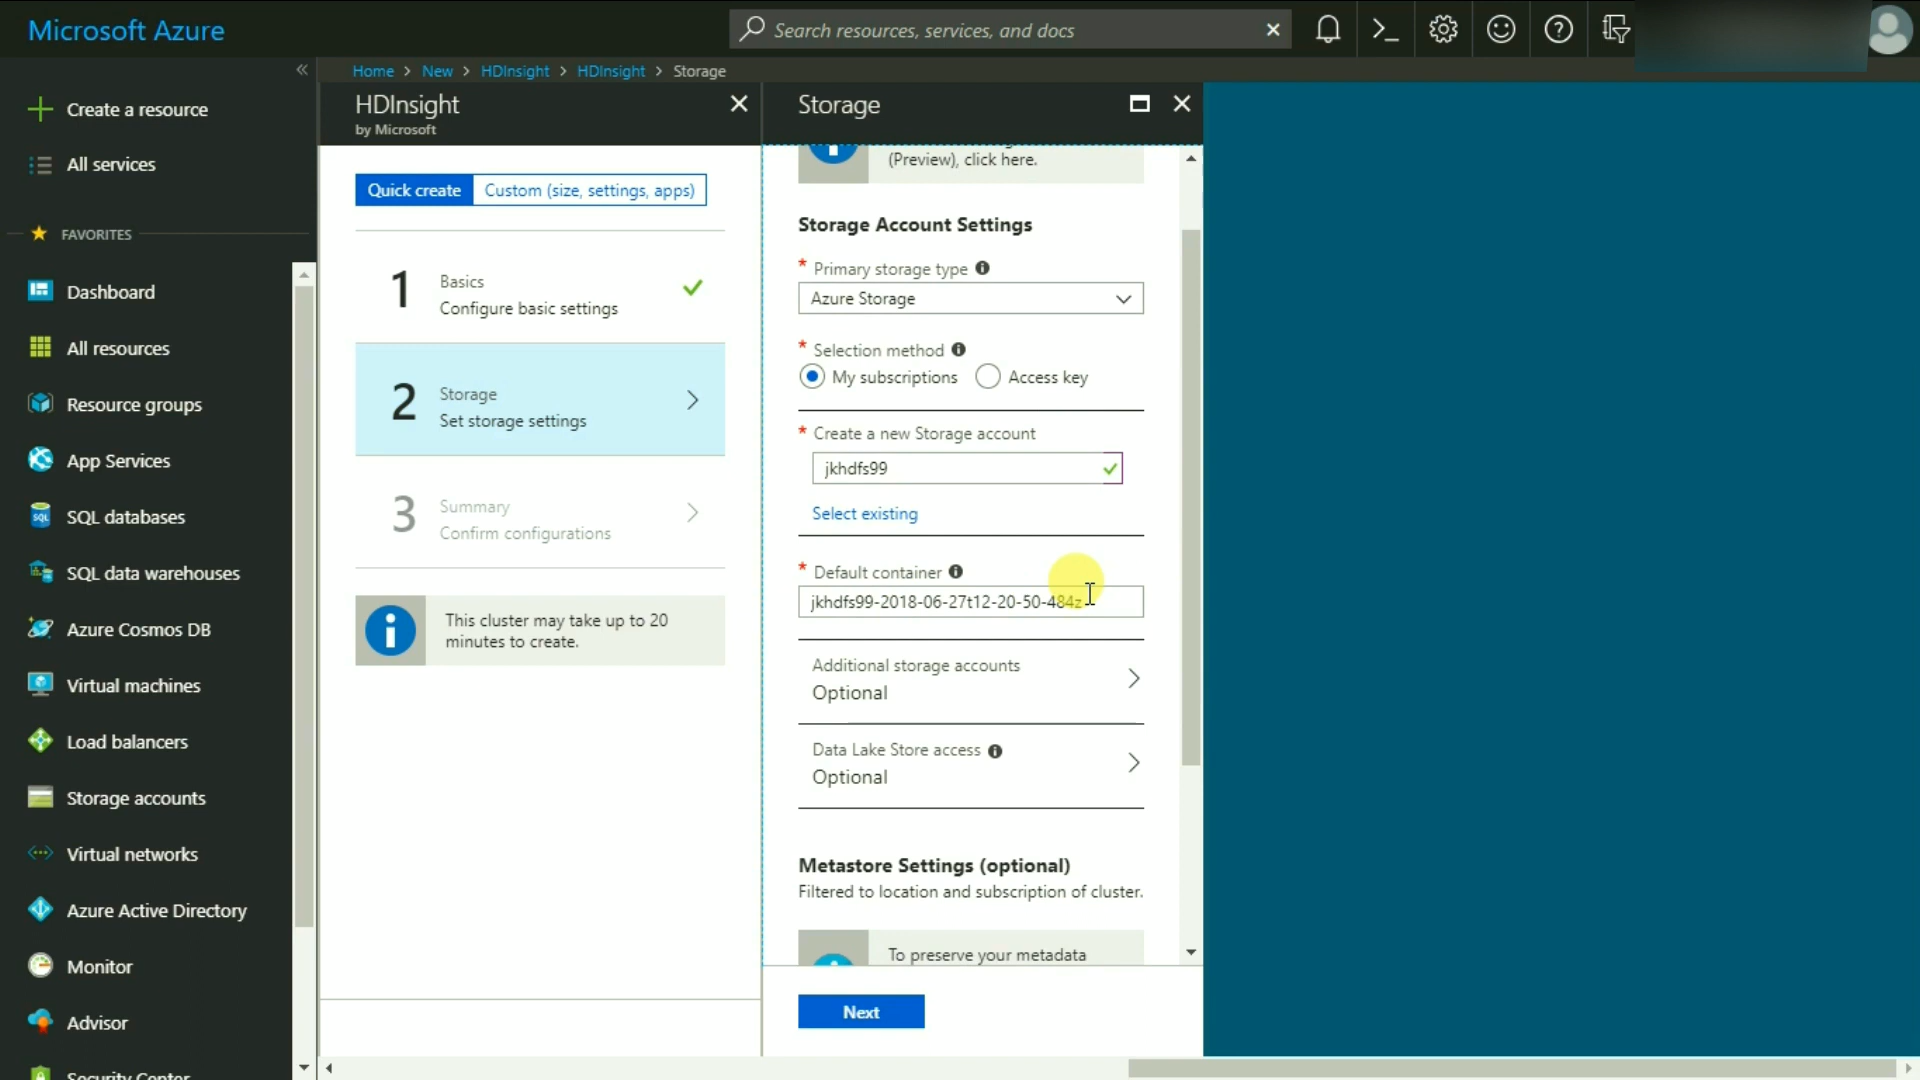 Microsoft Azure
Search resources, services, and docs
Home > New > HDInsight > HDInsight > Storage
Create a resource
All services
FAVORITES
Dashboard
All resources
Resource groups
App Services
SQL databases
SQL data warehouses
Azure Cosmos DB
Virtual machines
Load balancers
Storage accounts
Virtual networks
Azure Active Directory
Monitor
Advisor
Security Center
HDInsight
by Microsoft
Quick create
Custom (size, settings, apps)
1
Basics
Configure basic settings
2
Storage
Set storage settings
3
Summary
Confirm configurations
This cluster may take up to 20
minutes to create.
Storage
(Preview), click here.
Storage Account Settings
* Primary storage type
Azure Storage
* Selection method
My subscriptions
Access key
* Create a new Storage account
jkhdfs99
Select existing
* Default container
jkhdfs99-2018-06-27t12-20-50-484z
Additional storage accounts
Optional
Data Lake Store access
Optional
Metastore Settings (optional)
Filtered to location and subscription of cluster.
To preserve your metadata
Next